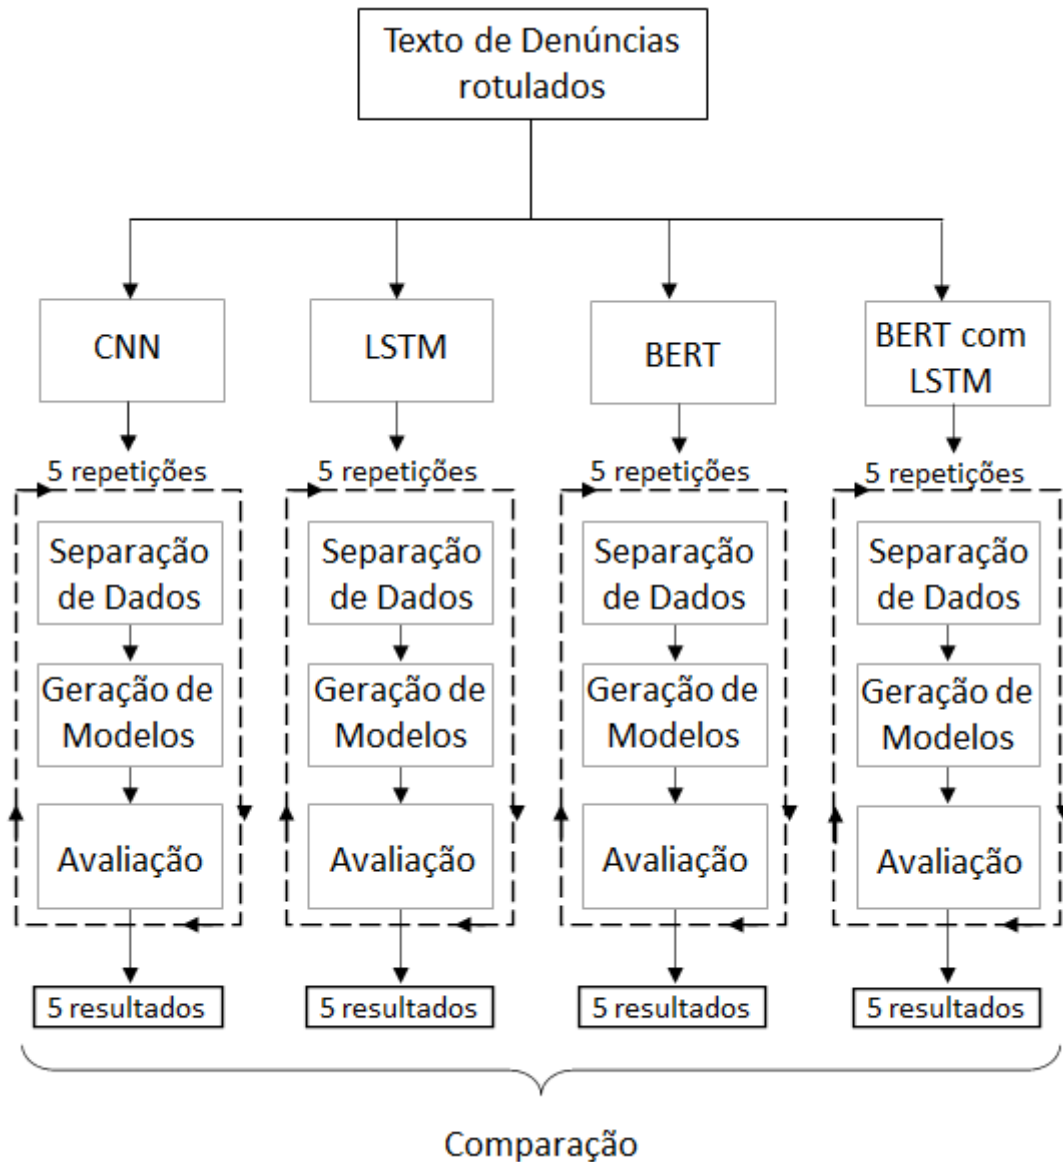 Texto de Denúncias
rotulados
CNN
LSTM
BERT
BERT com
LSTM
5 repetições
5 repetições
5 repetições
5 repetições
Separação
de Dados
Separação
de Dados
Separação
de Dados
Separação
de Dados
Geração de
Modelos
Geração de
Modelos
Geração de
Modelos
Geração de
Modelos
Avaliação
Avaliação
Avaliação
Avaliação
5 resultados
5 resultados
5 resultados
5 resultados
Comparação